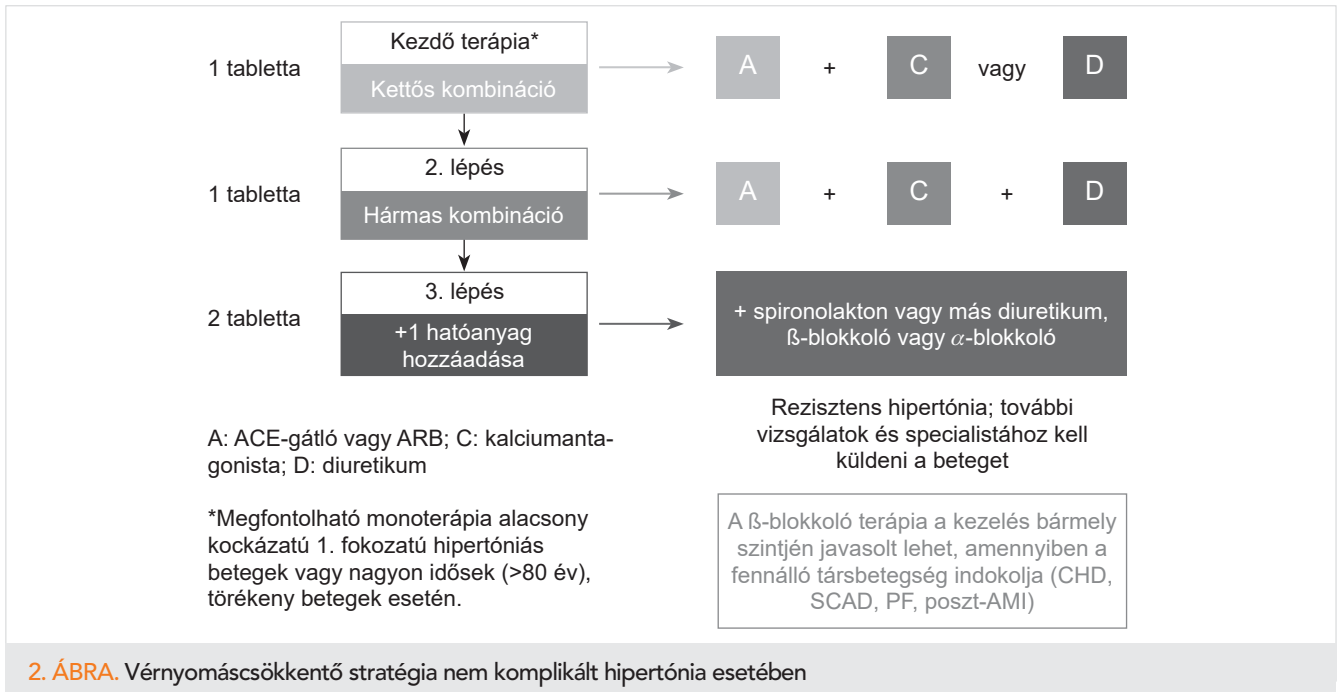 Kezdő terápia*
1 tabletta
Kettős kombináció
A + C vagy D
2. lépés
1 tabletta
Hármas kombináció
A + C + D
3. lépés
2 tabletta
+1 hatóanyag
hozzáadása
+ spironolakton vagy más diuretikum,
ß-blokkoló vagy α-blokkoló
Rezisztens hipertónia; további
vizsgálatok és specialistához kell
küldeni a beteget
A: ACE-gátló vagy ARB; C: kalciumanta-
gonista; D: diuretikum
*Megfontolható monoterápia alacsony
kockázatú 1. fokozatú hipertóniás
betegek vagy nagyon idősek (>80 év),
törékeny betegek esetén.
A ß-blokkoló terápia a kezelés bármely
szintjén javasolt lehet, amennyiben a
fennálló társbetegség indokolja (CHD,
SCAD, PF, poszt-AMI)
2. ÁBRA. Vérnyomáscsökkentő stratégia nem komplikált hipertónia esetében